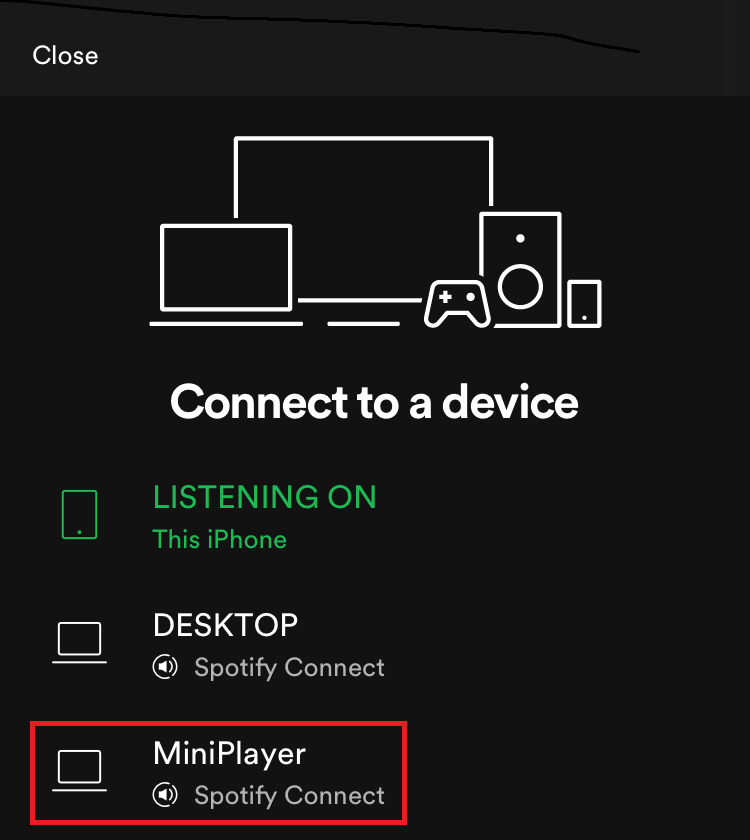 Close
Connect to a device
LISTENING ON
This iPhone
DESKTOP
Spotify Connect
MiniPlayer
Spotify Connect